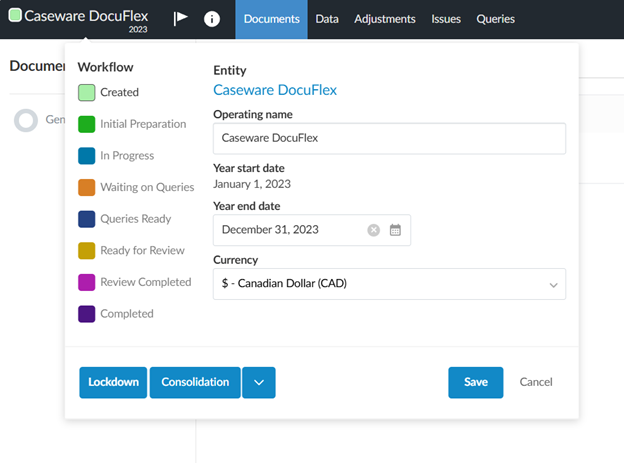 Caseware DocuFlex
2023
Documents
Data
Adjustments
Issues
Queries
Workflow
Created
Initial Preparation
In Progress
Waiting on Queries
Queries Ready
Ready for Review
Review Completed
Completed
Entity
Caseware DocuFlex
Operating name
Caseware DocuFlex
Year start date
January 1, 2023
Year end date
December 31, 2023
Currency
$ - Canadian Dollar (CAD)
Lockdown
Consolidation
Save
Cancel